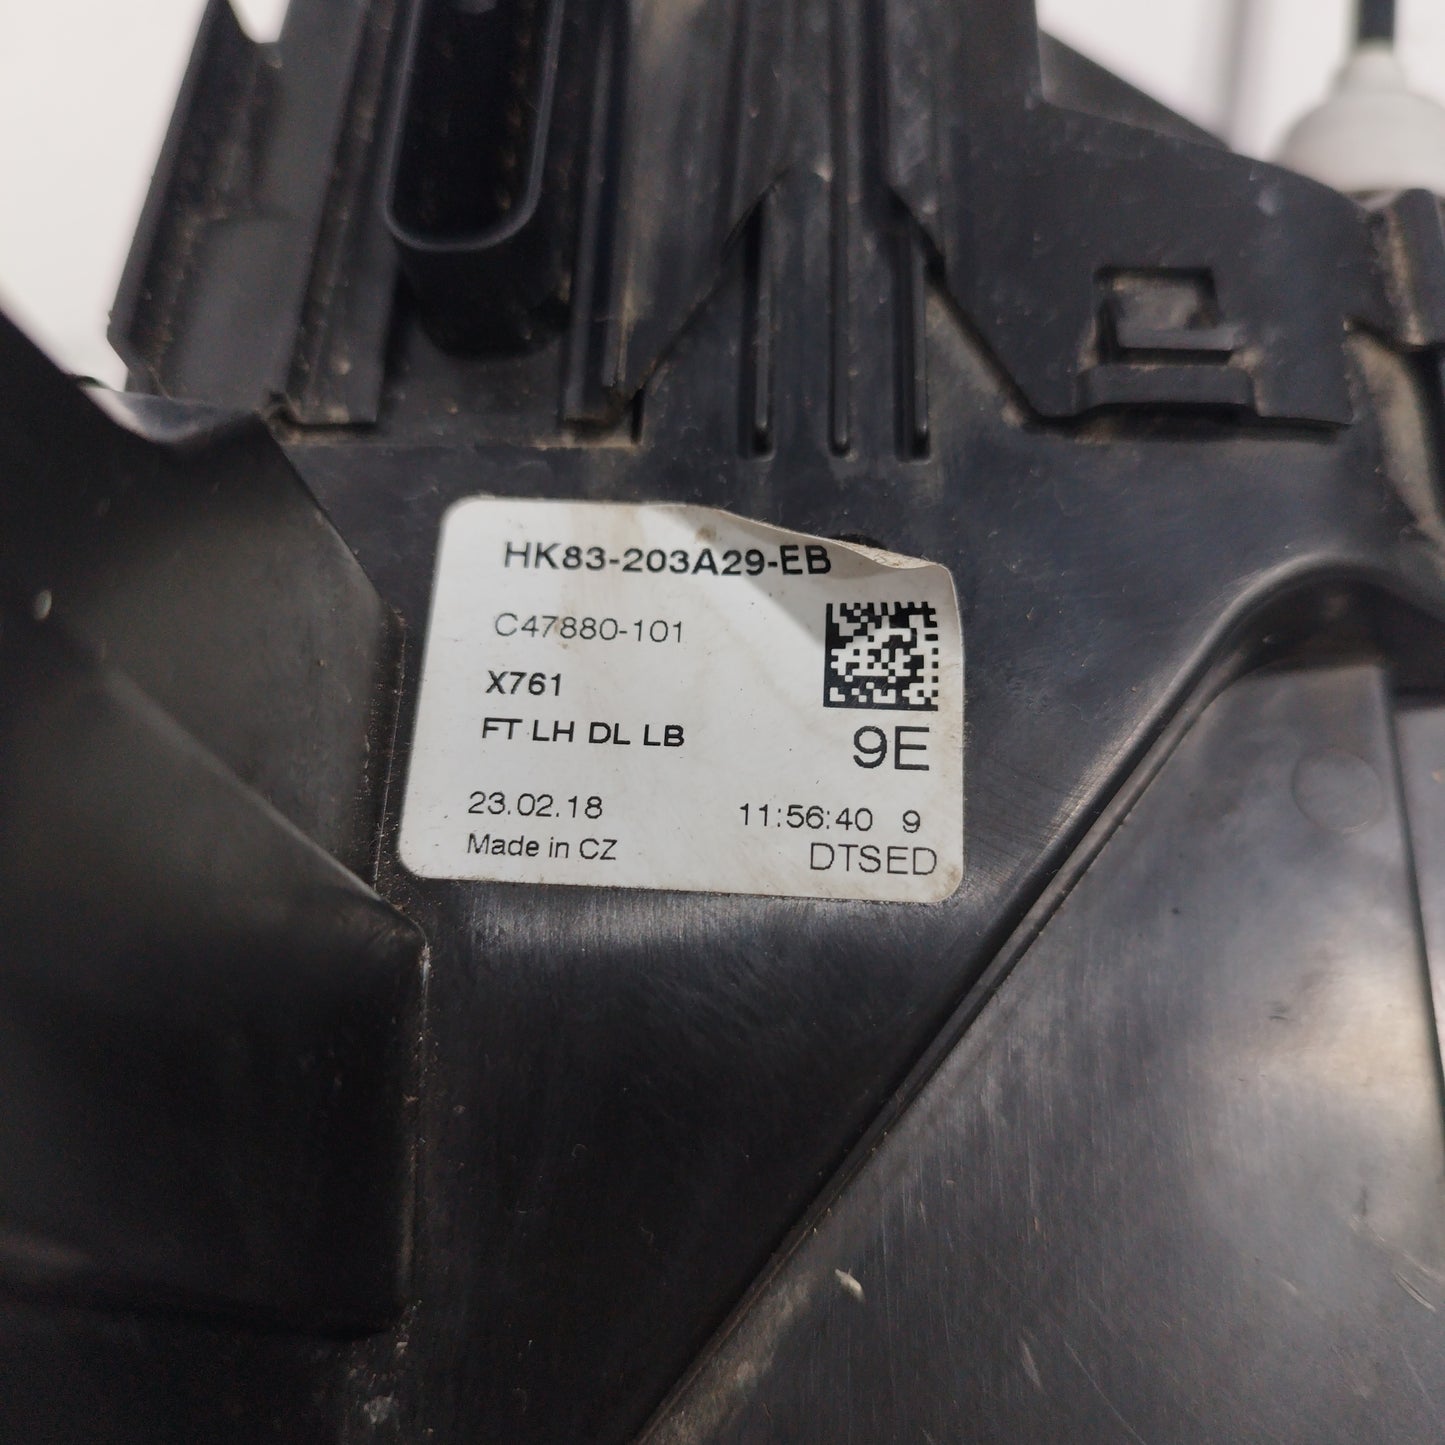 HK83-203A29-EB
C47880-101
X761
FT LH DL LB
9E
23.02.18
11:56:40 9
Made in CZ
DTSED